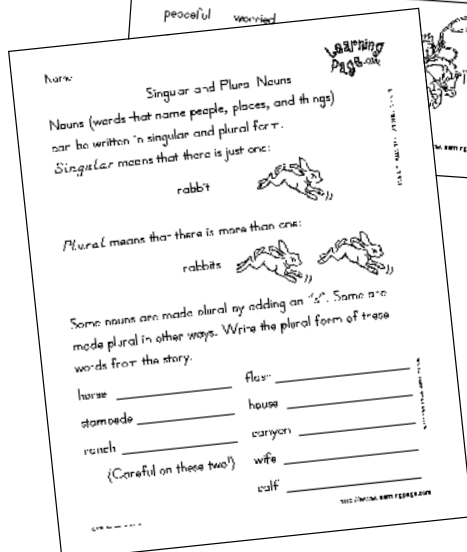 peaceful worried
Learning
Page.com
Name
Singular and Plural Nouns
Nouns (words that name people, places, and things)
can be written in singular and plural form.
Singular means that there is just one:
rabbit
Plural means that there is more than one:
rabbits
Some nouns are made plural by adding an "s". Some are
made plural in other ways. Write the plural form of these
words from the story.
horse
stampede
ranch
(Careful on these two!)
house
canyon
wife
calf